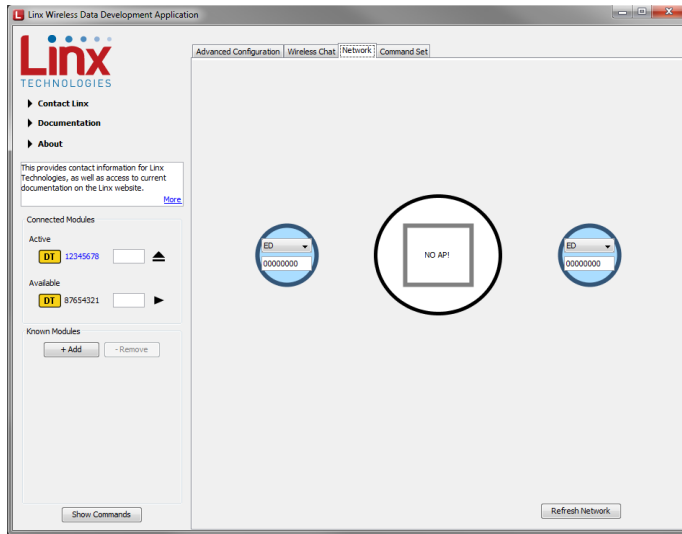 Linx Wireless Data Development Application
Linx
TECHNOLOGIES
Contact Linx
Documentation
About
This provides contact information for Linx
Technologies, as well as access to current
documentation on the Linx website.
More
Connected Modules
Active
DT 12345678
Available
DT 87654321
Known Modules
+ Add - Remove
Show Commands
Advanced Configuration Wireless Chat Network Command Set
ED
00000000
NO AP!
ED
00000000
Refresh Network